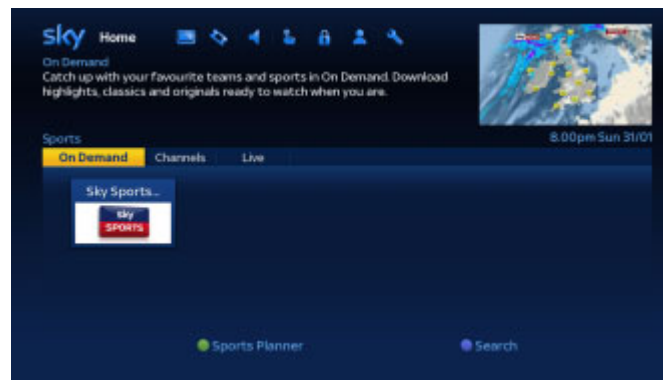 sky Home
On Demand
Catch up with your favourite teams and sports in On Demand. Download
highlights, classics and originals ready to watch when you are.
Sports
8.00pm Sun 31/01
On Demand Channels Live
Sky Sports...
sky
SPORTS
Sports Planner
Search